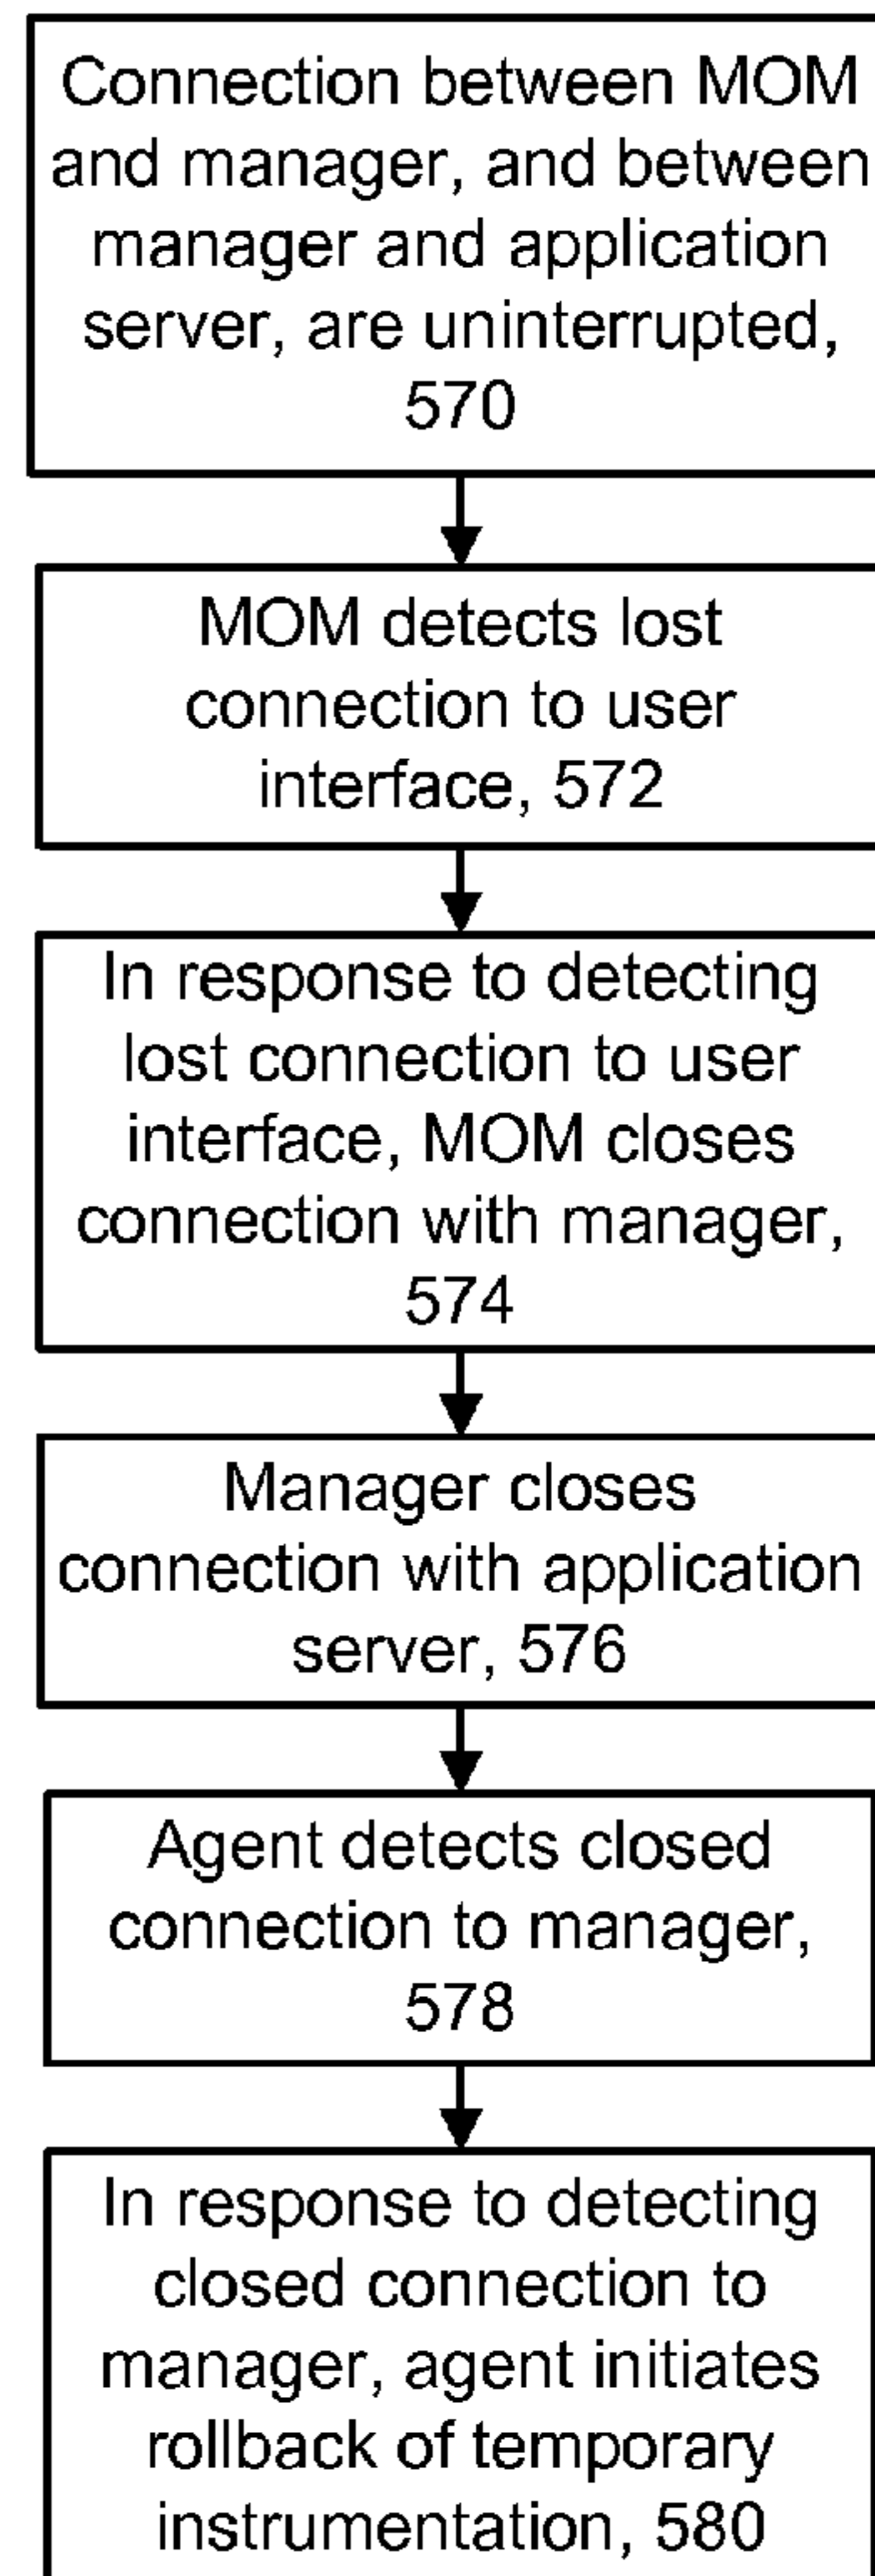 Connection between MOM
and manager, and between
manager and application
server, are uninterrupted,
570
MOM detects lost
connection to user
interface, 572
In response to detecting
lost connection to user
interface, MOM closes
connection with manager,
574
Manager closes
connection with application
server, 576
Agent detects closed
connection to manager,
578
In response to detecting
closed connection to
manager, agent initiates
rollback of temporary
instrumentation, 580